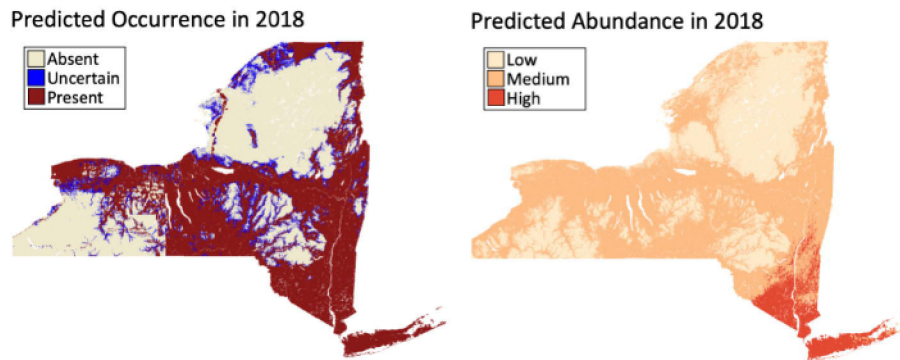 Predicted Occurrence in 2018
Absent
Uncertain
Present
Predicted Abundance in 2018
Low
Medium
High